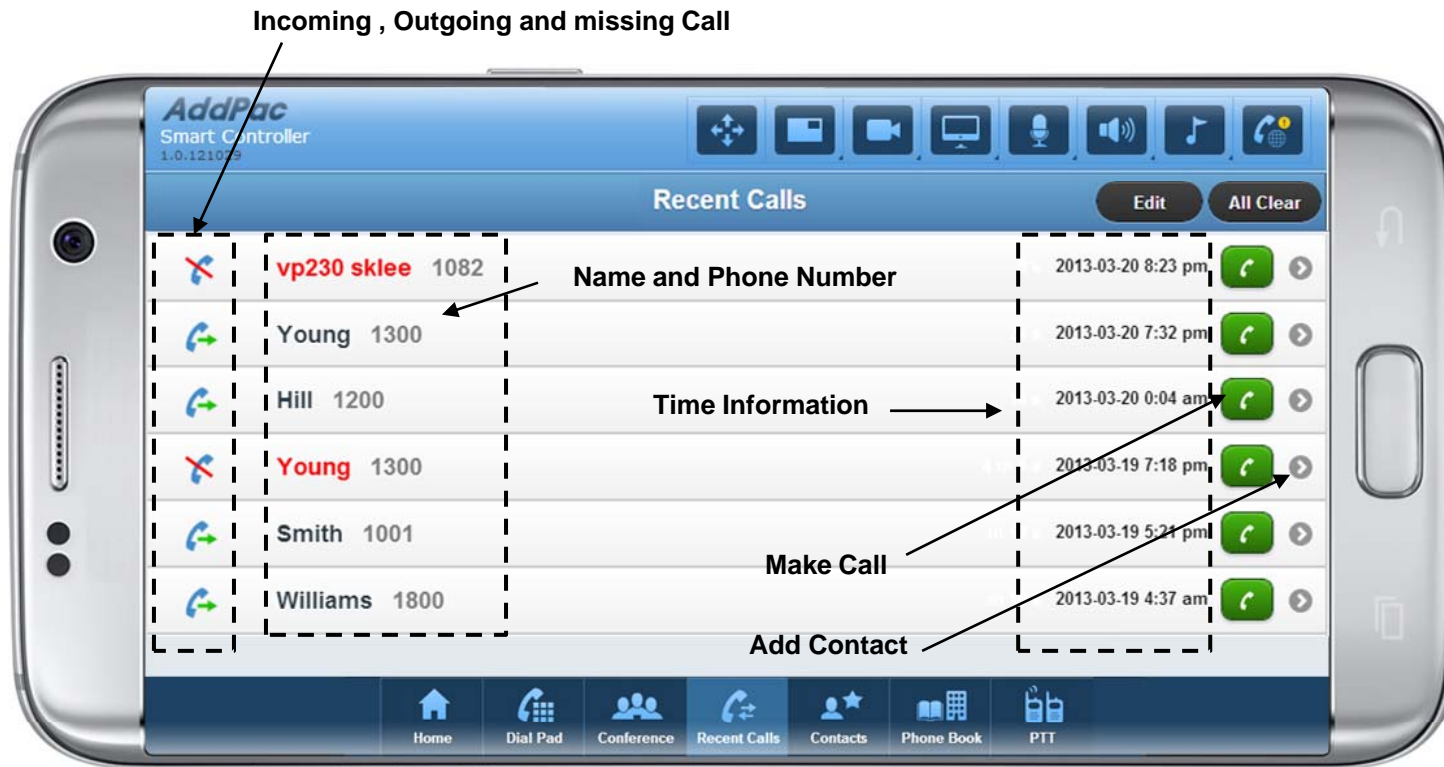 Incoming , Outgoing and missing Call
AddPac
Smart Controller
1.0.121029
Recent Calls
Edit
All Clear
vp230 sklee 1082
2013-03-20 8:23 pm
Name and Phone Number
Young 1300
2013-03-20 7:32 pm
Hill 1200
Time Information
2013-03-20 0:04 am
Young 1300
2013-03-19 7:18 pm
Smith 1001
2013-03-19 5:21 pm
Make Call
Williams 1800
2013-03-19 4:37 am
Add Contact
Home
Dial Pad
Conference
Recent Calls
Contacts
Phone Book
PTT